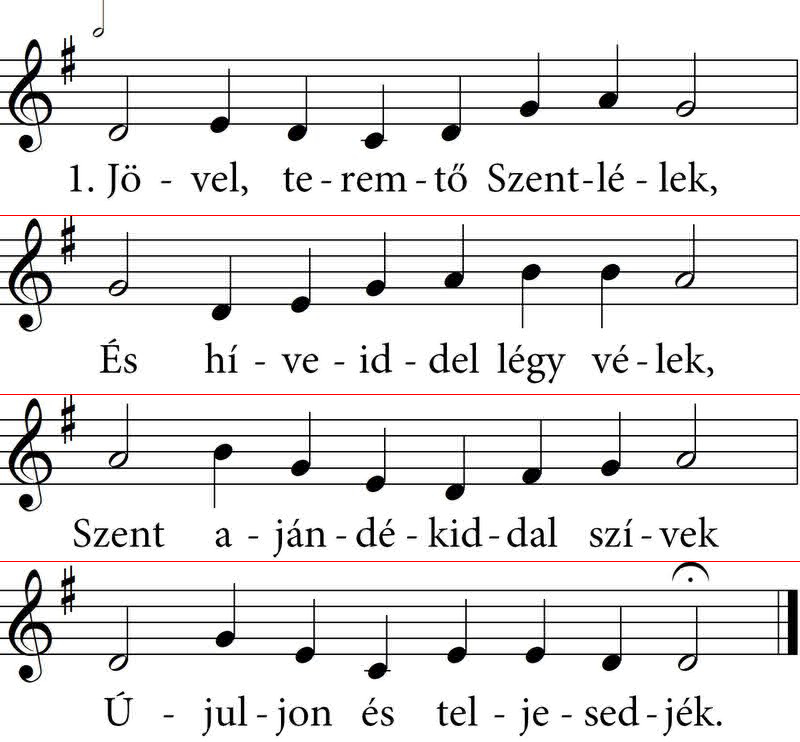 1. Jö - vel, te - rem - tő Szent - lé - lek,
És hí - ve - id - del légy vé - lek,
Szent a - ján - dé - kid - dal szí - vek
Ú - jul - jon és tel - je - sed - jék.